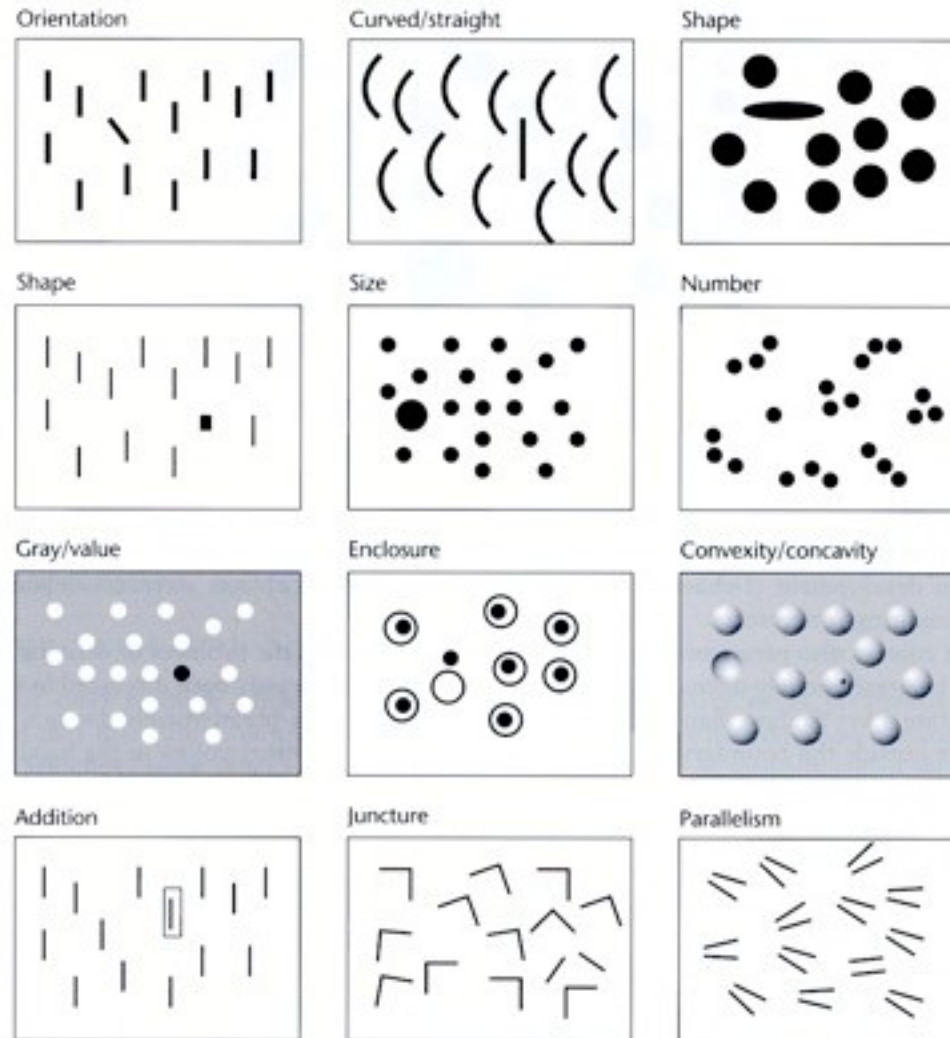 Orientation
Curved/straight
Shape
Shape
Size
Number
Gray/value
Enclosure
Convexity/concavity
Addition
Juncture
Parallelism